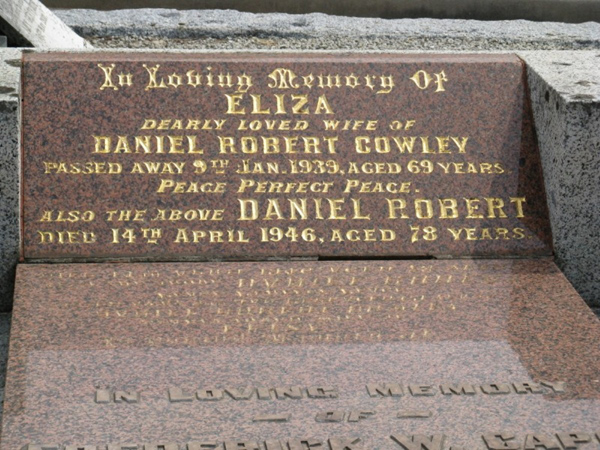 In Loving Memory Of
ELIZA
DEARLY LOVED WIFE OF
DANIEL ROBERT COWLEY
PASSED AWAY 9TH JAN. 1939, AGED 69 YEARS.
PEACE PERFECT PEACE.
ALSO THE ABOVE DANIEL ROBERT
DIED 14TH APRIL 1946, AGED 78 YEARS.
IN LOVING MEMORY
— OF —
FREDERICK W.